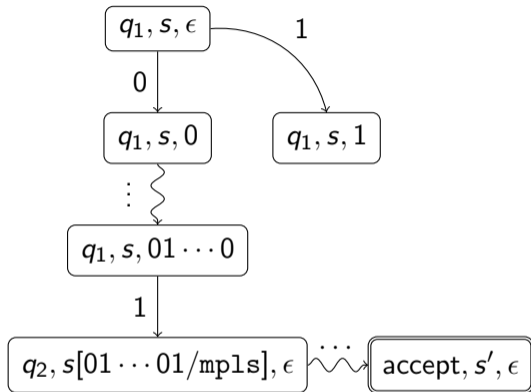 q₁, s, ϵ
1
0
q₁, s, 0
q₁, s, 1
⋮
q₁, s, 01 ⋯ 0
1
q₂, s[01 ⋯ 01/mpls], ϵ
⋯
accept, s′, ϵ